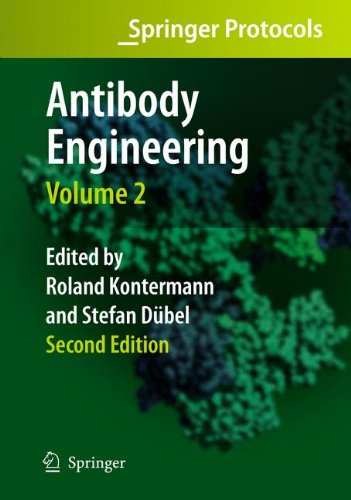 Springer Protocols
Antibody
Engineering
Volume 2
Edited by
Roland Kontermann
and Stefan Dübel
Second Edition
Springer